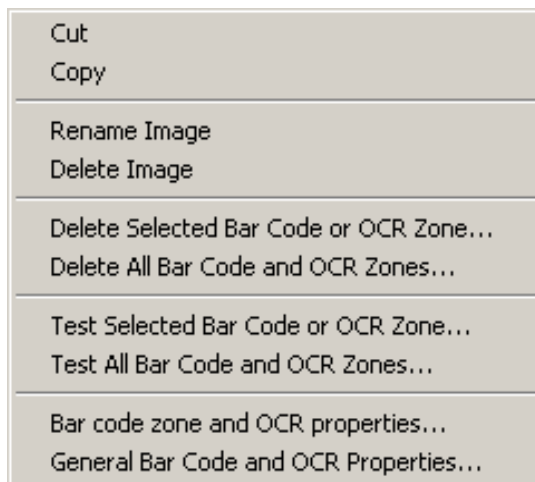 Cut
Copy
Rename Image
Delete Image
Delete Selected Bar Code or OCR Zone...
Delete All Bar Code and OCR Zones...
Test Selected Bar Code or OCR Zone...
Test All Bar Code and OCR Zones...
Bar code zone and OCR properties...
General Bar Code and OCR Properties...